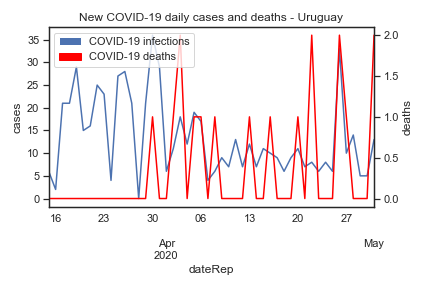 New COVID-19 daily cases and deaths - Uruguay
COVID-19 infections
COVID-19 deaths
cases
35
30
25
20
15
10
5
0
deaths
2.0
1.5
1.0
0.5
0.0
16 23 30 06 13 20 27
Apr May
2020
dateRep